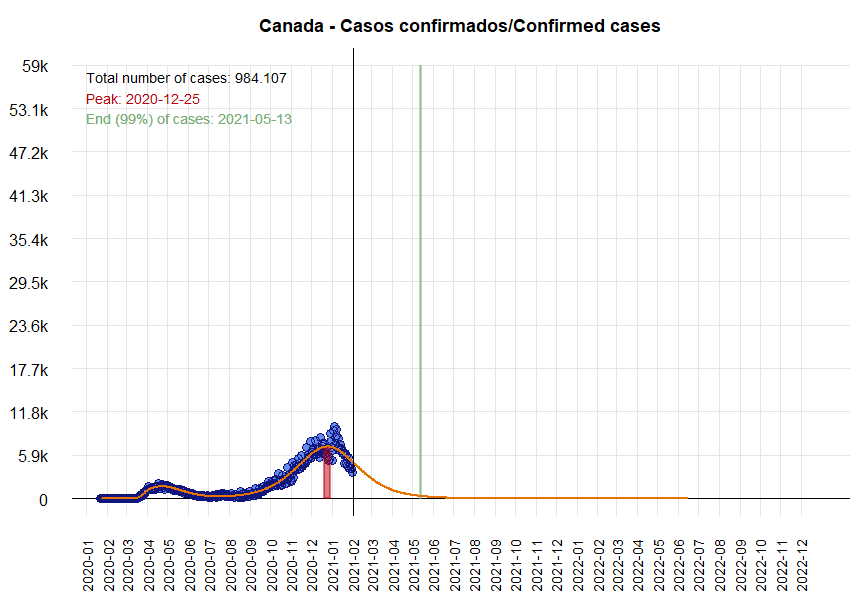 Canada - Casos confirmados/Confirmed cases
59k
Total number of cases: 984.107
Peak: 2020-12-25
End (99%) of cases: 2021-05-13
53.1k
47.2k
41.3k
35.4k
29.5k
23.6k
17.7k
11.8k
5.9k
0
2020-01
2020-02
2020-03
2020-04
2020-05
2020-06
2020-07
2020-08
2020-09
2020-10
2020-11
2020-12
2021-01
2021-02
2021-03
2021-04
2021-05
2021-06
2021-07
2021-08
2021-09
2021-10
2021-11
2021-12
2022-01
2022-02
2022-03
2022-04
2022-05
2022-06
2022-07
2022-08
2022-09
2022-10
2022-11
2022-12